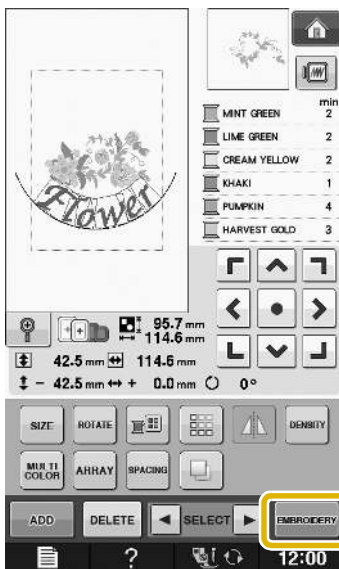 min
MINT GREEN 2
LIME GREEN 2
CREAM YELLOW 2
KHAKI 1
PUMPKIN 4
HARVEST GOLD 3
Flower
95.7 mm
114.6 mm
42.5 mm 114.6 mm
- 42.5 mm + 0.0 mm 0°
SIZE ROTATE DENSITY
MULTI COLOR ARRAY SPACING
ADD DELETE SELECT EMBROIDERY
? 12:00